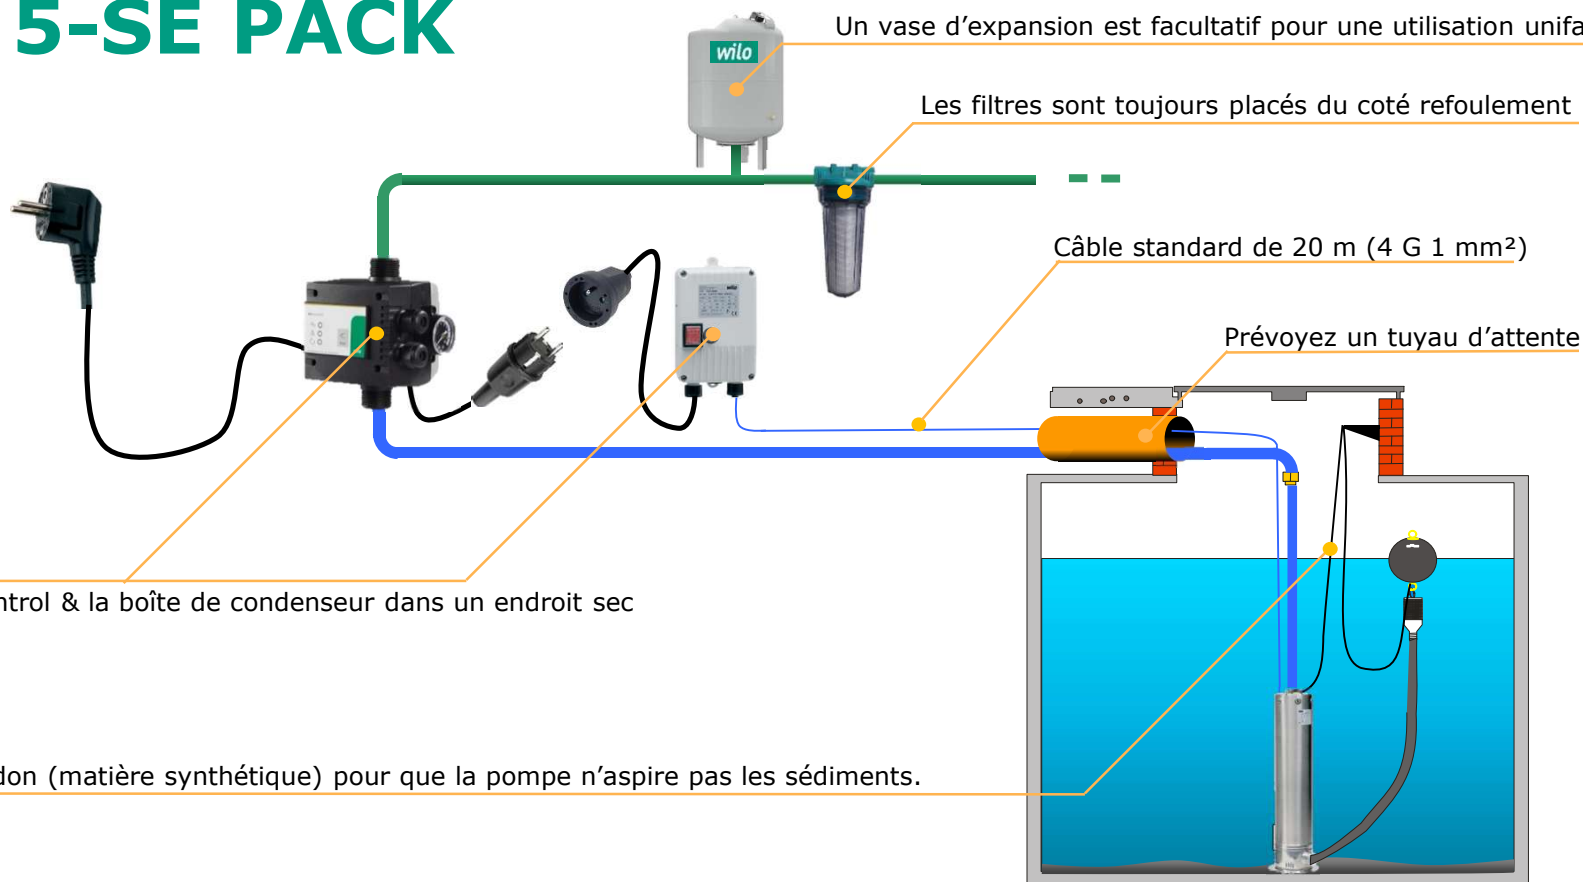 5-SE PACK
Un vase d’expansion est facultatif pour une utilisation unifa
wilo
Les filtres sont toujours placés du coté refoulement
Câble standard de 20 m (4 G 1 mm²)
Prévoyez un tuyau d’attente
ntrol & la boîte de condenseur dans un endroit sec
don (matière synthétique) pour que la pompe n’aspire pas les sédiments.